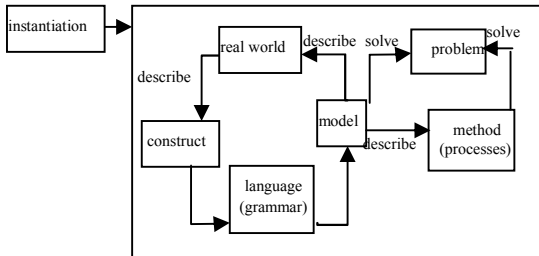 instantiation
real world
describe
solve
problem
solve
describe
construct
model
describe
method
(processes)
language
(grammar)